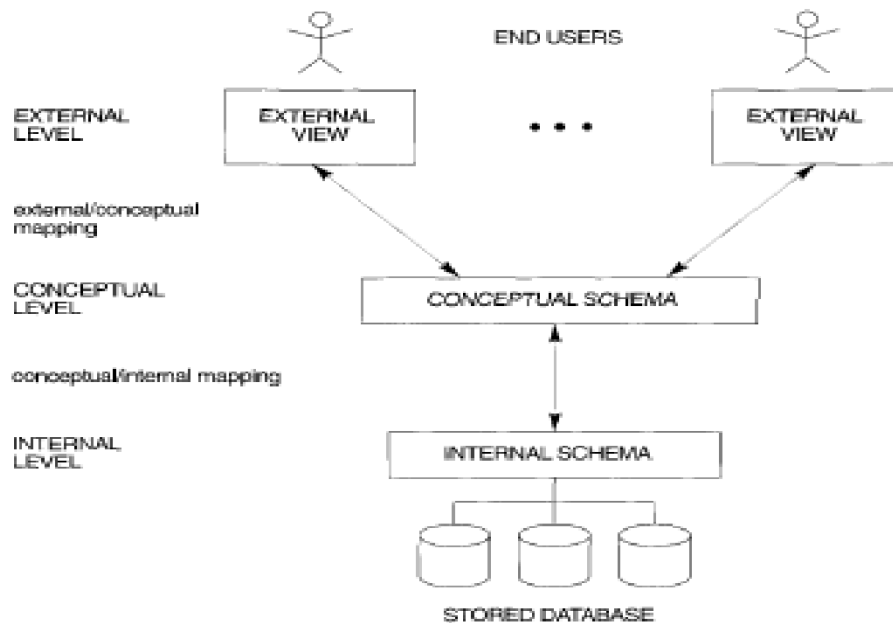 END USERS
EXTERNAL
LEVEL
EXTERNAL
VIEW
EXTERNAL
VIEW
external/conceptual
mapping
CONCEPTUAL
LEVEL
CONCEPTUAL SCHEMA
conceptual/internal mapping
INTERNAL
LEVEL
INTERNAL SCHEMA
STORED DATABASE